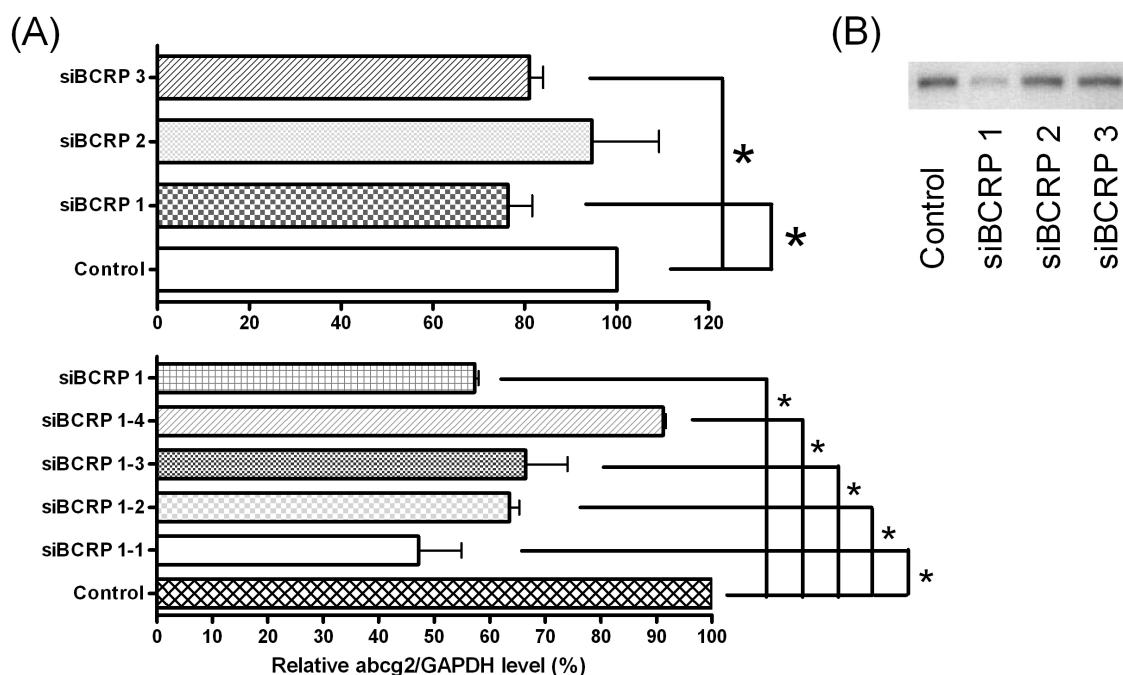 (A)
siBCRP 3
siBCRP 2
siBCRP 1
Control
*
*
0 20 40 60 80 100 120
siBCRP 1
siBCRP 1-4
siBCRP 1-3
siBCRP 1-2
siBCRP 1-1
Control
*
*
*
*
*
0 10 20 30 40 50 60 70 80 90 100
Relative abcg2/GAPDH level (%)
(B)
Control
siBCRP 1
siBCRP 2
siBCRP 3